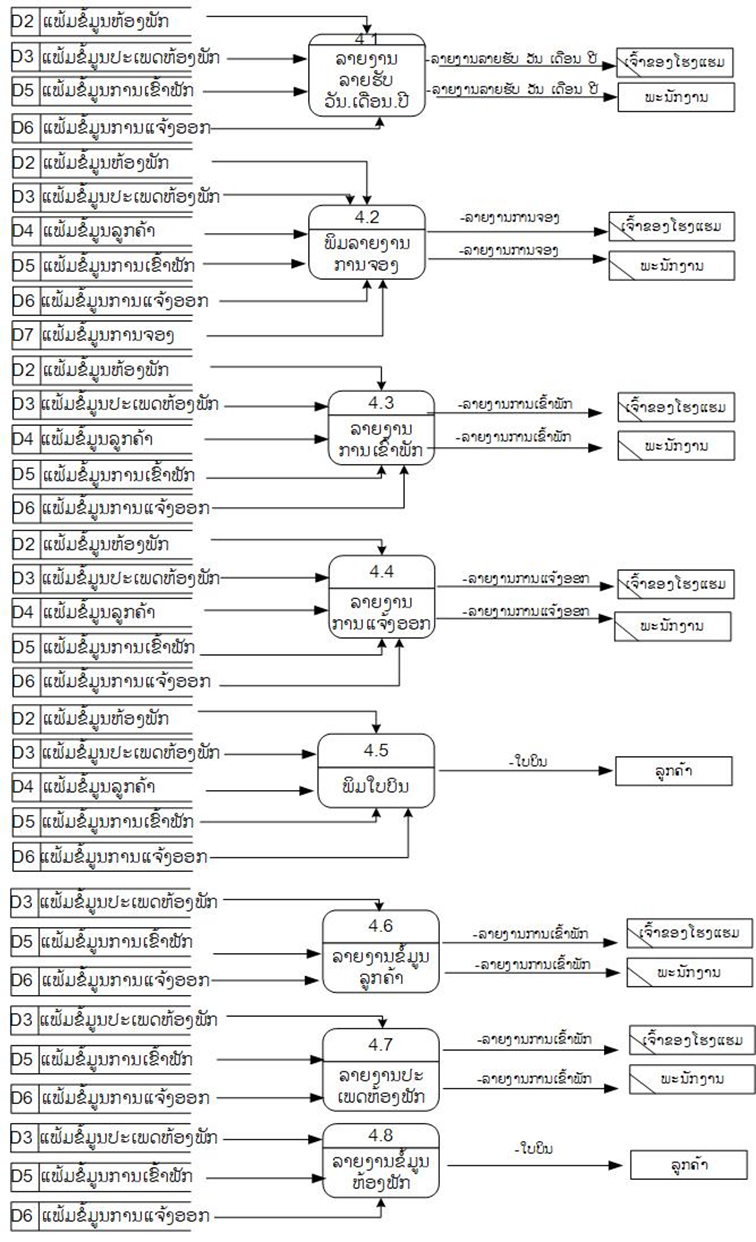 D2 ແຟ້ມຂໍ້ມູນຫ້ອງພັກ
D3 ແຟ້ມຂໍ້ມູນປະເພດຫ້ອງພັກ
D5 ແຟ້ມຂໍ້ມູນການເຂົ້າພັກ
D6 ແຟ້ມຂໍ້ມູນການແຈ້ງອອກ
4.1
ລາຍງານ
ລາຍຮັບ
ວັນ.ເດືອນ.ປີ
-ລາຍງານລາຍຮັບ ວັນ ເດືອນ ປີ
ເຈົ້າຂອງໂຮງແຮມ
-ລາຍງານລາຍຮັບ ວັນ ເດືອນ ປີ
ພະນັກງານ
D2 ແຟ້ມຂໍ້ມູນຫ້ອງພັກ
D3 ແຟ້ມຂໍ້ມູນປະເພດຫ້ອງພັກ
D4 ແຟ້ມຂໍ້ມູນລູກຄ້າ
D5 ແຟ້ມຂໍ້ມູນການເຂົ້າພັກ
D6 ແຟ້ມຂໍ້ມູນການແຈ້ງອອກ
D7 ແຟ້ມຂໍ້ມູນການຈອງ
4.2
ພິມລາຍງານ
ການຈອງ
-ລາຍງານການຈອງ
ເຈົ້າຂອງໂຮງແຮມ
-ລາຍງານການຈອງ
ພະນັກງານ
D2 ແຟ້ມຂໍ້ມູນຫ້ອງພັກ
D3 ແຟ້ມຂໍ້ມູນປະເພດຫ້ອງພັກ
D4 ແຟ້ມຂໍ້ມູນລູກຄ້າ
D5 ແຟ້ມຂໍ້ມູນການເຂົ້າພັກ
D6 ແຟ້ມຂໍ້ມູນການແຈ້ງອອກ
4.3
ລາຍງານ
ການເຂົ້າພັກ
-ລາຍງານການເຂົ້າພັກ
ເຈົ້າຂອງໂຮງແຮມ
-ລາຍງານການເຂົ້າພັກ
ພະນັກງານ
D2 ແຟ້ມຂໍ້ມູນຫ້ອງພັກ
D3 ແຟ້ມຂໍ້ມູນປະເພດຫ້ອງພັກ
D4 ແຟ້ມຂໍ້ມູນລູກຄ້າ
D5 ແຟ້ມຂໍ້ມູນການເຂົ້າພັກ
D6 ແຟ້ມຂໍ້ມູນການແຈ້ງອອກ
4.4
ລາຍງານ
ການແຈ້ງອອກ
-ລາຍງານການແຈ້ງອອກ
ເຈົ້າຂອງໂຮງແຮມ
-ລາຍງານການແຈ້ງອອກ
ພະນັກງານ
D2 ແຟ້ມຂໍ້ມູນຫ້ອງພັກ
D3 ແຟ້ມຂໍ້ມູນປະເພດຫ້ອງພັກ
D4 ແຟ້ມຂໍ້ມູນລູກຄ້າ
D5 ແຟ້ມຂໍ້ມູນການເຂົ້າພັກ
D6 ແຟ້ມຂໍ້ມູນການແຈ້ງອອກ
4.5
ພິມໃບບິນ
-ໃບບິນ
ລູກຄ້າ
D3 ແຟ້ມຂໍ້ມູນປະເພດຫ້ອງພັກ
D5 ແຟ້ມຂໍ້ມູນການເຂົ້າພັກ
D6 ແຟ້ມຂໍ້ມູນການແຈ້ງອອກ
4.6
ລາຍງານຂໍ້ມູນ
ລູກຄ້າ
-ລາຍງານການເຂົ້າພັກ
ເຈົ້າຂອງໂຮງແຮມ
-ລາຍງານການເຂົ້າພັກ
ພະນັກງານ
D3 ແຟ້ມຂໍ້ມູນປະເພດຫ້ອງພັກ
D5 ແຟ້ມຂໍ້ມູນການເຂົ້າພັກ
D6 ແຟ້ມຂໍ້ມູນການແຈ້ງອອກ
4.7
ລາຍງານປະ
ເພດຫ້ອງພັກ
-ລາຍງານການເຂົ້າພັກ
ເຈົ້າຂອງໂຮງແຮມ
-ລາຍງານການເຂົ້າພັກ
ພະນັກງານ
D3 ແຟ້ມຂໍ້ມູນປະເພດຫ້ອງພັກ
D5 ແຟ້ມຂໍ້ມູນການເຂົ້າພັກ
D6 ແຟ້ມຂໍ້ມູນການແຈ້ງອອກ
4.8
ລາຍງານຂໍ້ມູນ
ຫ້ອງພັກ
-ໃບບິນ
ລູກຄ້າ